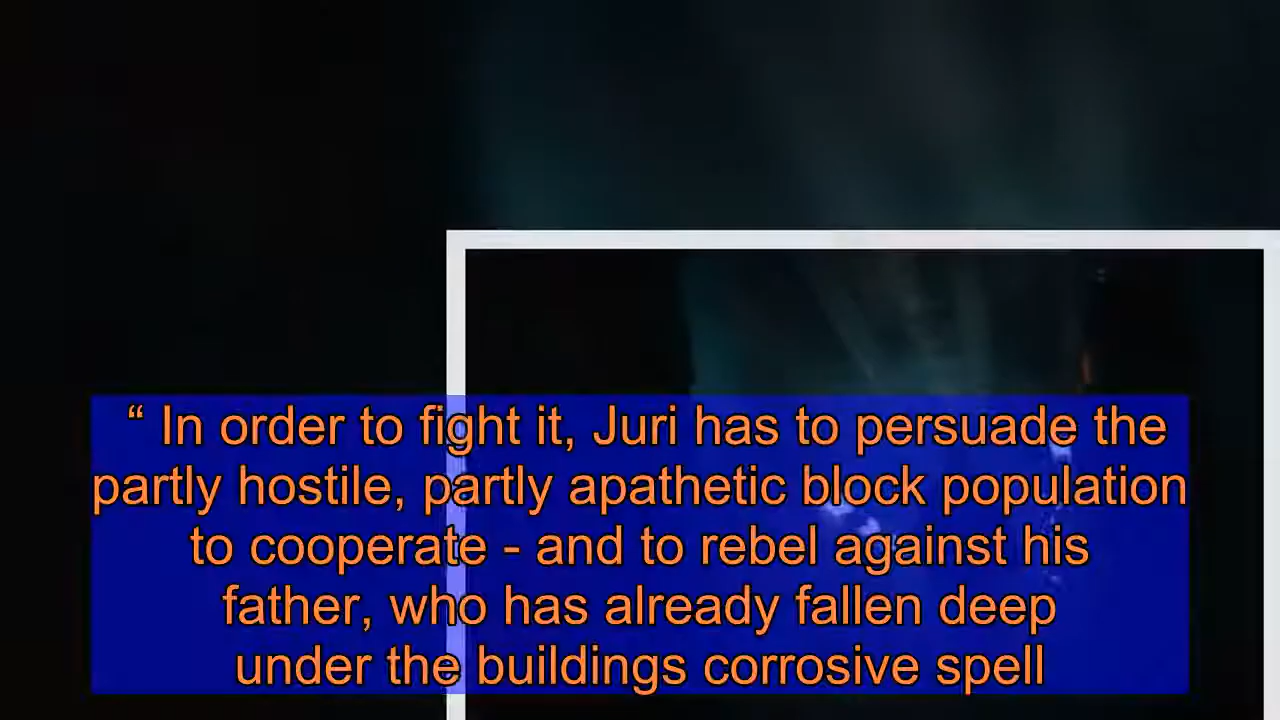 “ In order to fight it, Juri has to persuade the
partly hostile, partly apathetic block population
to cooperate - and to rebel against his
father, who has already fallen deep
under the buildings corrosive spell